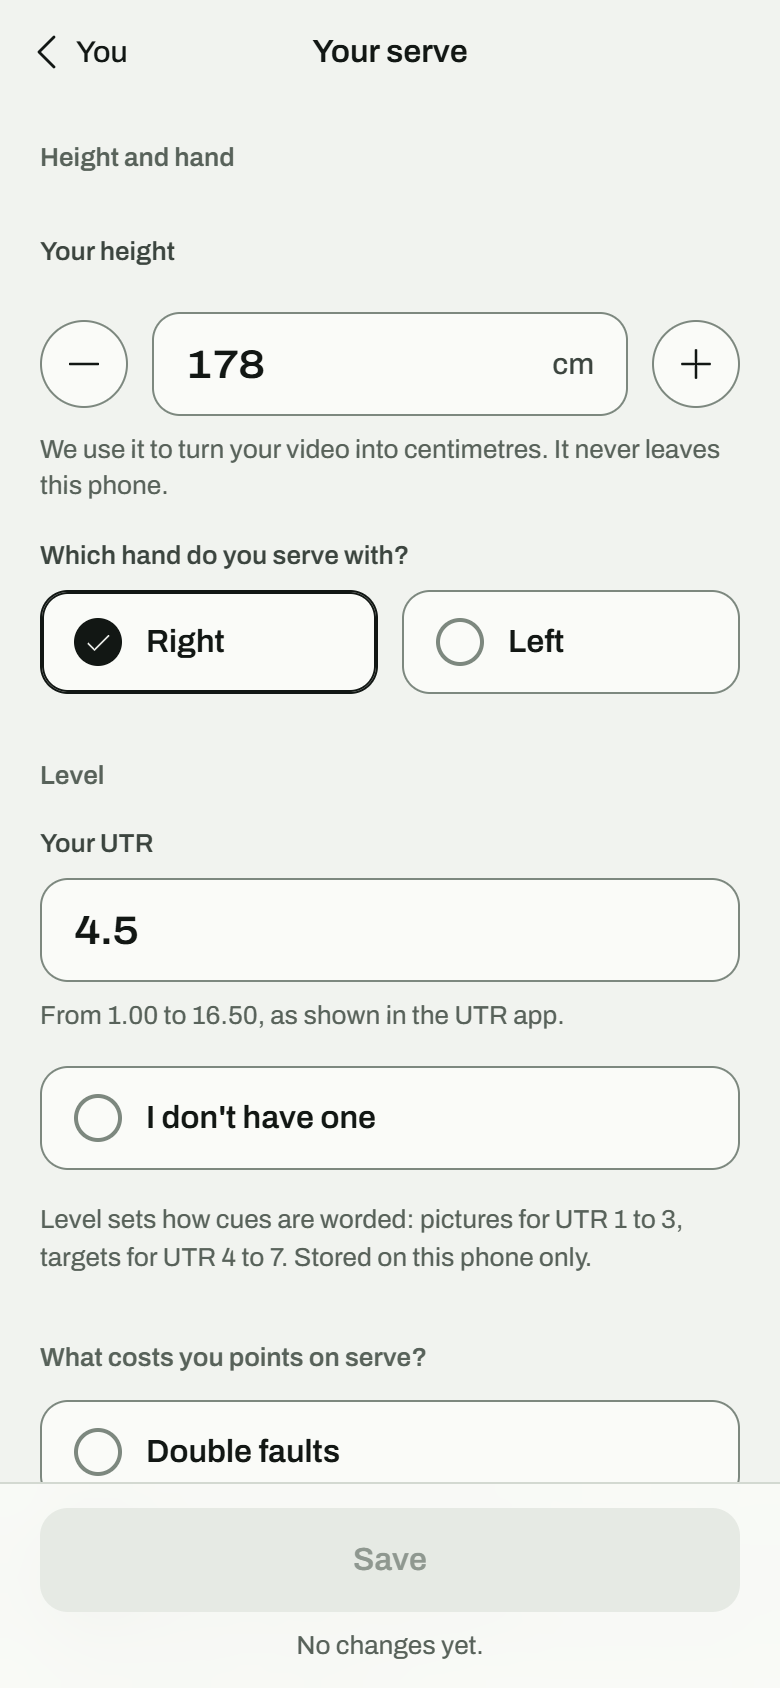 You
Your serve
Height and hand
Your height
178
cm
We use it to turn your video into centimetres. It never leaves
this phone.
Which hand do you serve with?
Right
Left
Level
Your UTR
4.5
From 1.00 to 16.50, as shown in the UTR app.
I don't have one
Level sets how cues are worded: pictures for UTR 1 to 3,
targets for UTR 4 to 7. Stored on this phone only.
What costs you points on serve?
Double faults
Save
No changes yet.